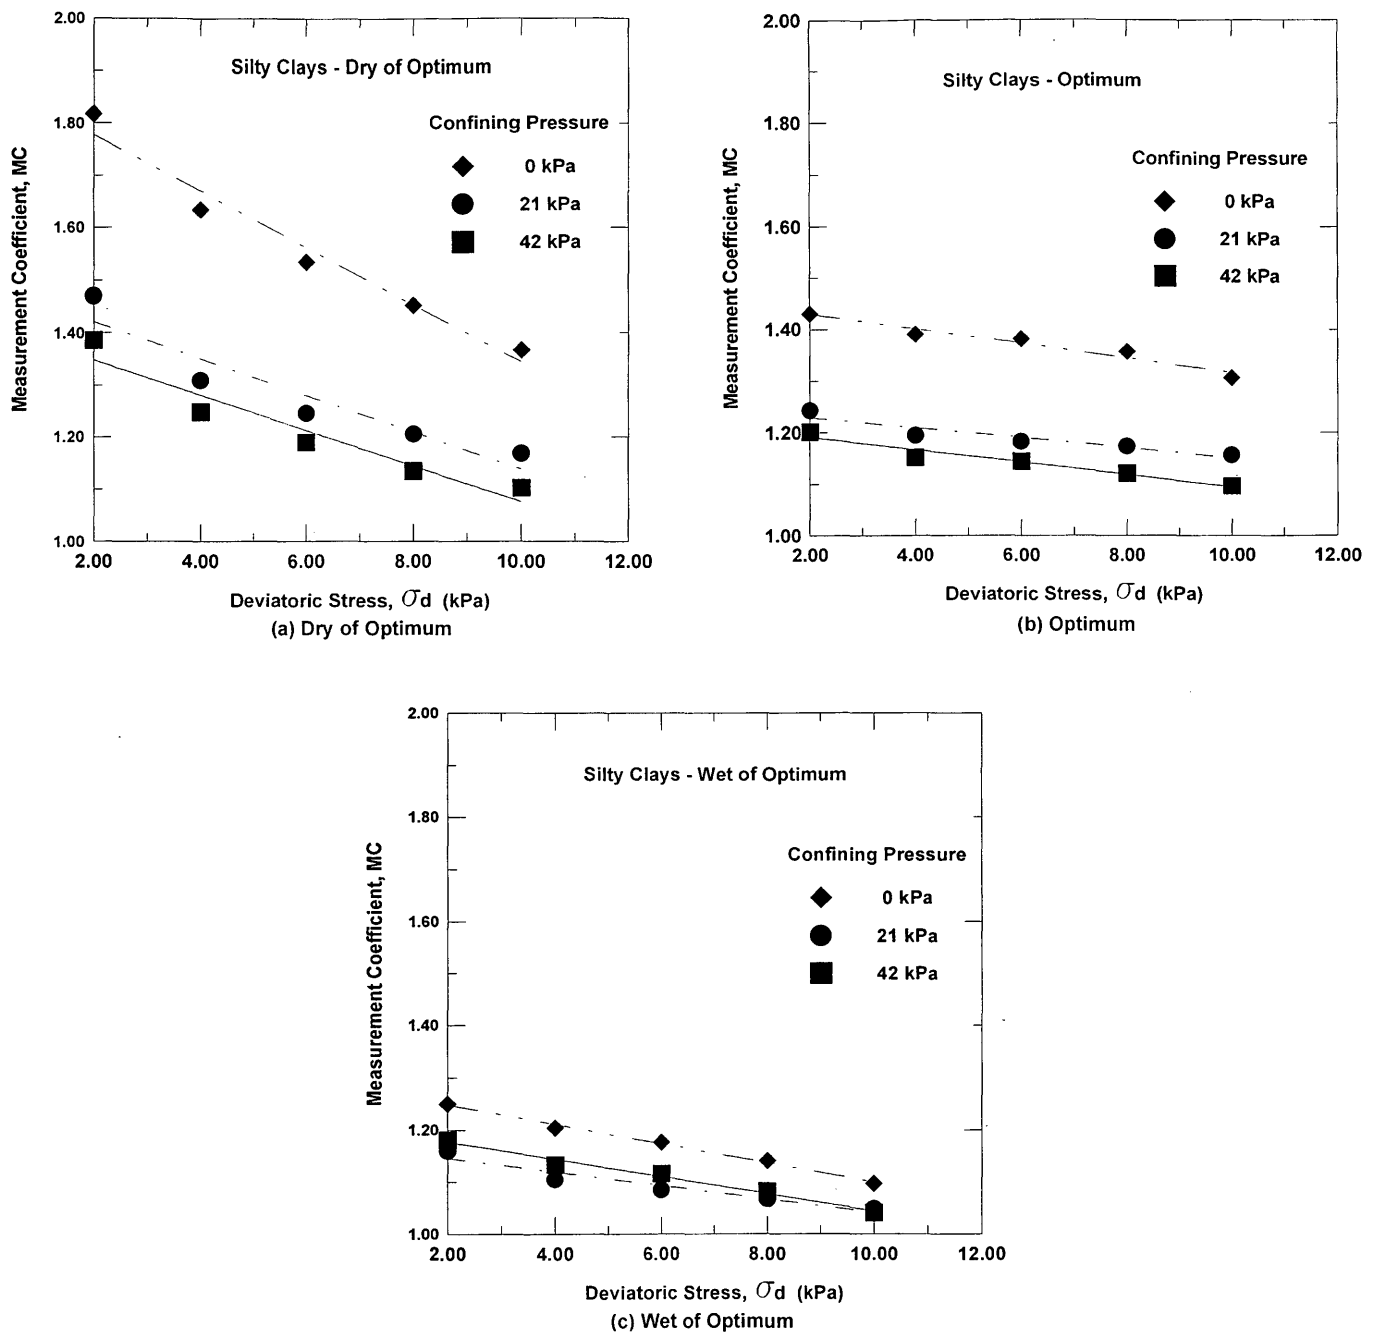 Silty Clays - Dry of Optimum
Confining Pressure
0 kPa
21 kPa
42 kPa
Measurement Coefficient, MC
2.00
1.80
1.60
1.40
1.20
1.00
2.00 4.00 6.00 8.00 10.00 12.00
Deviatoric Stress, σd (kPa)
(a) Dry of Optimum
Silty Clays - Optimum
Confining Pressure
0 kPa
21 kPa
42 kPa
Measurement Coefficient, MC
2.00
1.80
1.60
1.40
1.20
1.00
2.00 4.00 6.00 8.00 10.00 12.00
Deviatoric Stress, σd (kPa)
(b) Optimum
Silty Clays - Wet of Optimum
Confining Pressure
0 kPa
21 kPa
42 kPa
Measurement Coefficient, MC
2.00
1.80
1.60
1.40
1.20
1.00
2.00 4.00 6.00 8.00 10.00 12.00
Deviatoric Stress, σd (kPa)
(c) Wet of Optimum